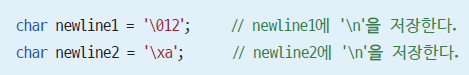 char newline1 = '\012';     // newline1에 '\n'을 저장한다.
char newline2 = '\xa';      // newline2에 '\n'을 저장한다.